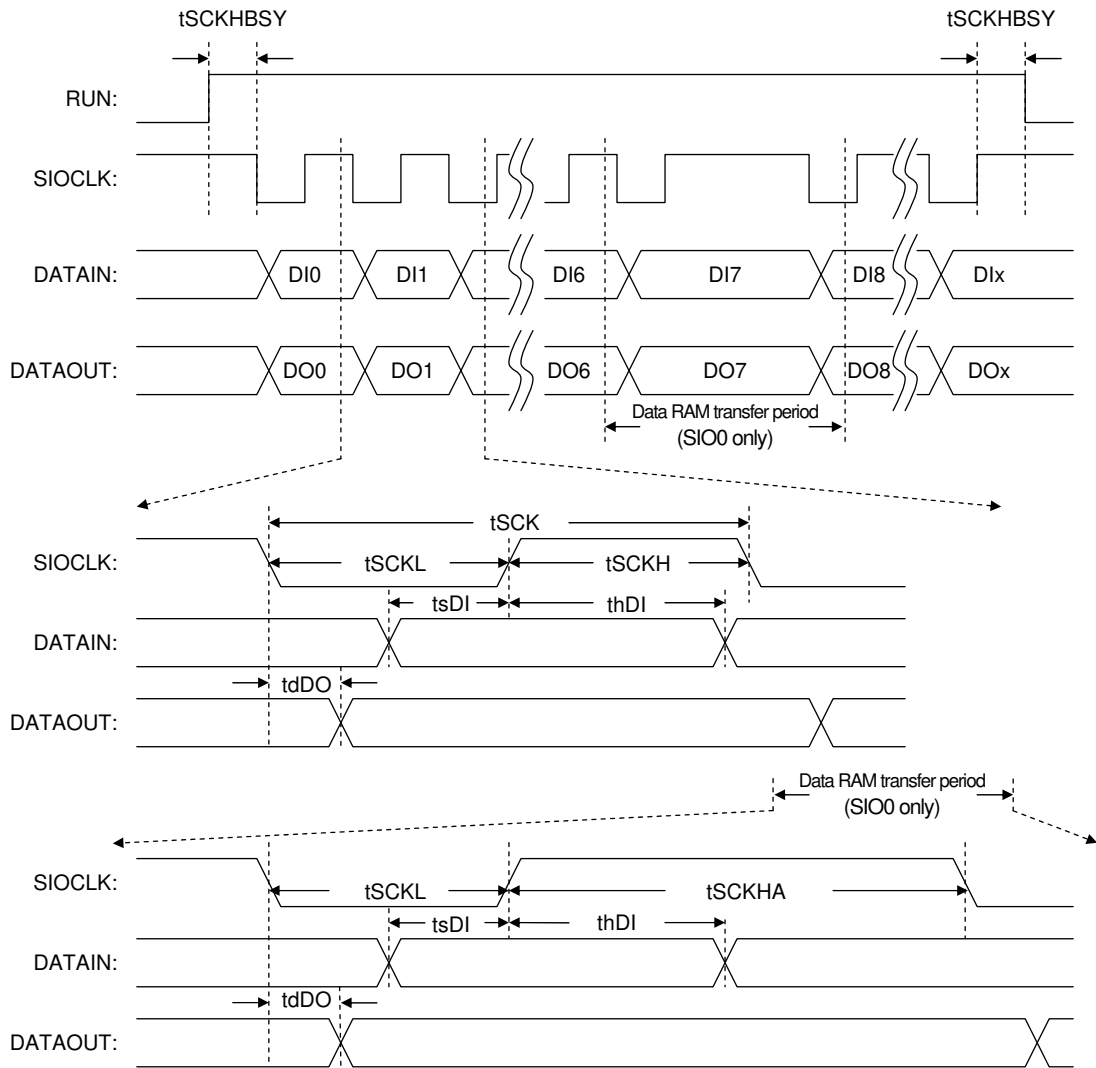 tSCKHBSY tSCKHBSY
RUN:
SIOCLK:
DATAIN: DI0 DI1 DI6 DI7 DI8 DIx
DATAOUT: DO0 DO1 DO6 DO7 DO8 DOx
Data RAM transfer period
(SIO0 only)
tSCK
SIOCLK: tSCKL tSCKH
tsDI thDI
DATAIN:
tdDO
DATAOUT:
Data RAM transfer period
(SIO0 only)
SIOCLK: tSCKL tSCKHA
tsDI thDI
DATAIN:
tdDO
DATAOUT: